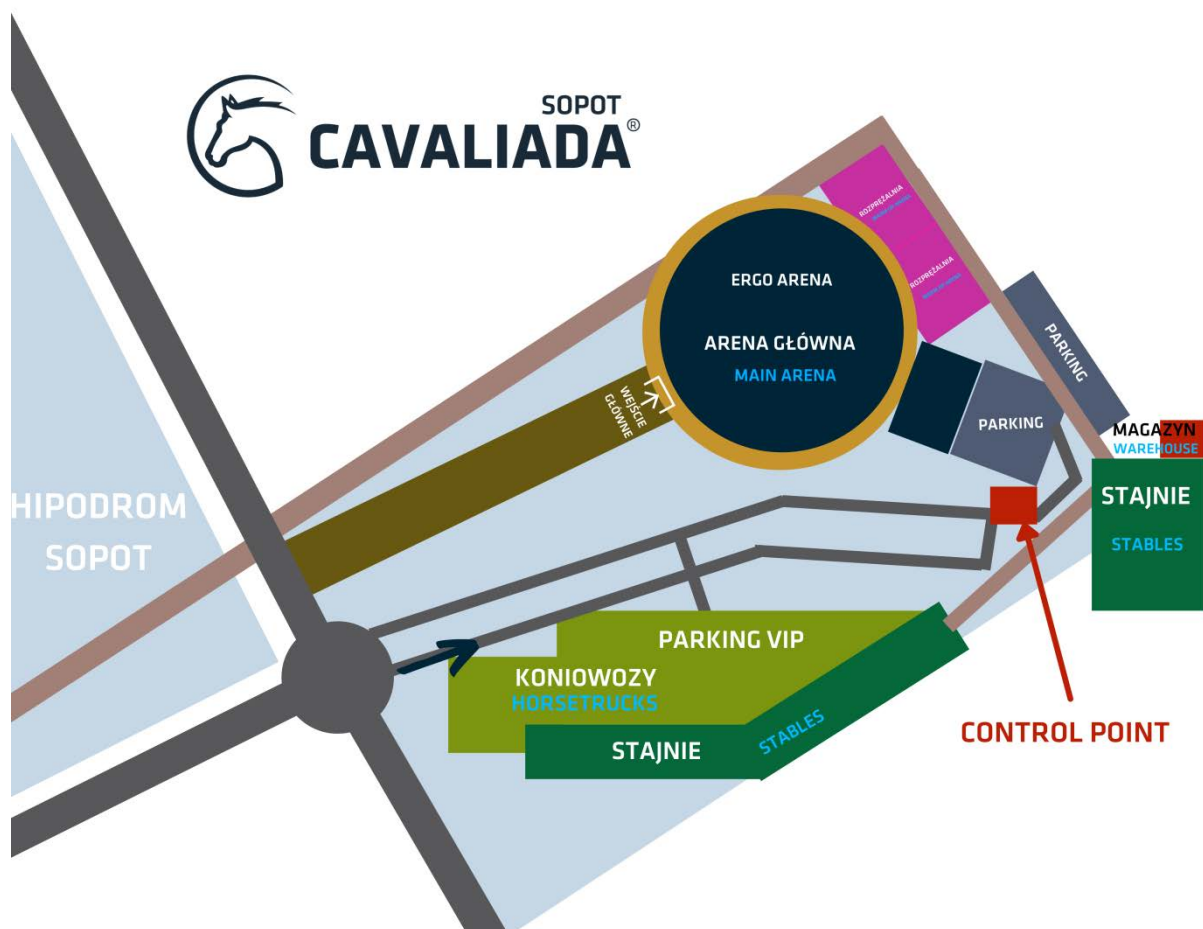 SOPOT
CAVALIADA®
ROZPRĘŻALNIA
ROZPRĘŻALNIA
ERGO ARENA
ARENA GŁÓWNA
MAIN ARENA
WEJŚCIE
GŁÓWNE
PARKING
PARKING
MAGAZYN
WAREHOUSE
STAJNIE
STABLES
HIPODROM
SOPOT
PARKING VIP
KONIOWOZY
HORSETRUCKS
STAJNIE
STABLES
CONTROL POINT